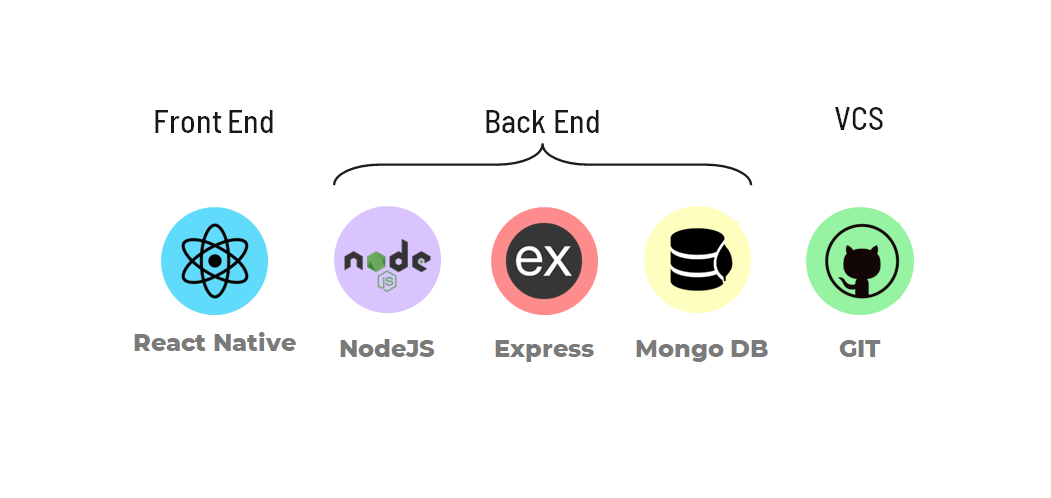 Front End
Back End
VCS
node
JS
ex
React Native
NodeJS
Express
Mongo DB
GIT